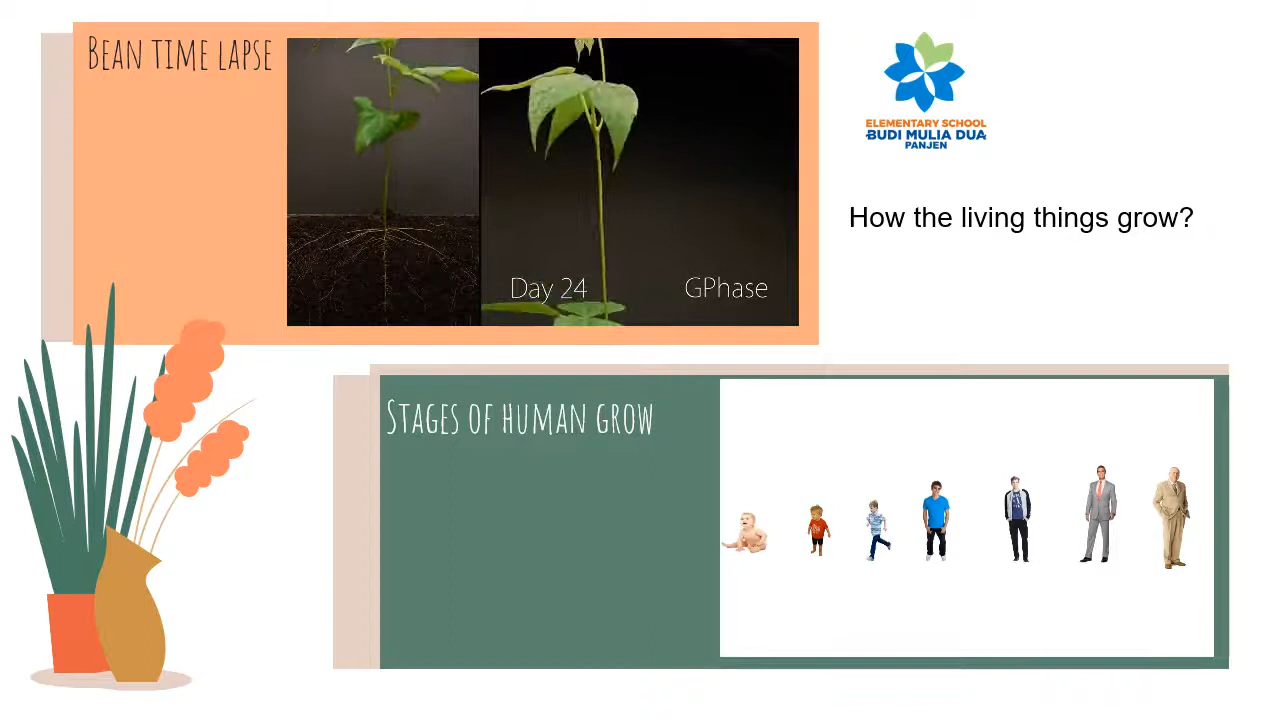 BEAN TIME LAPSE
Day 24
GPhase
ELEMENTARY SCHOOL
BUDI MULIA DUA
PANJEN
How the living things grow?
STAGES OF HUMAN GROW